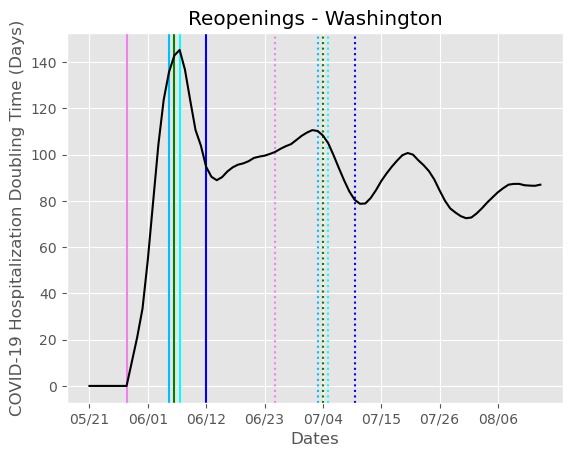 Reopenings - Washington
COVID-19 Hospitalization Doubling Time (Days)
140
120
100
80
60
40
20
0
05/21 06/01 06/12 06/23 07/04 07/15 07/26 08/06
Dates